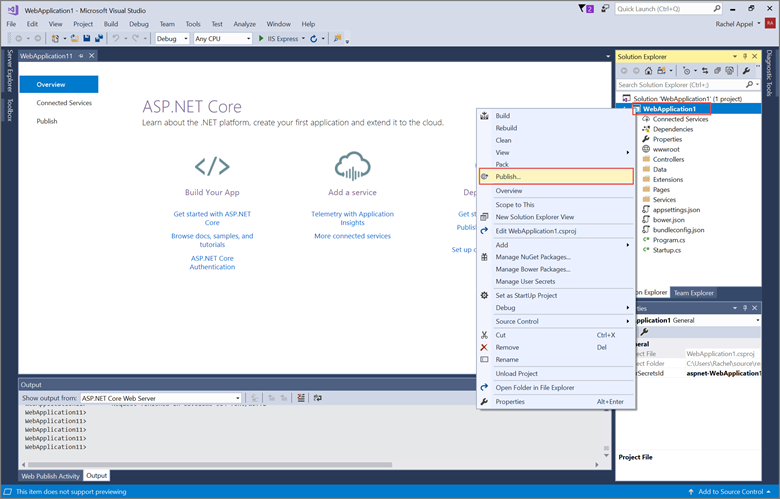 WebApplication1 - Microsoft Visual Studio
2
Quick Launch (Ctrl+Q)
File Edit View Project Build Debug Team Tools Test Analyze Window Help
Rachel Appel
RA
Debug Any CPU IIS Express
Server Explorer
Toolbox
WebApplication11
Overview
Connected Services
Publish
ASP.NET Core
Learn about the .NET platform, create your first application and extend it to the cloud.
Build Your App
Get started with ASP.NET
Core
Browse docs, samples, and
tutorials
ASP.NET Core
Authentication
Add a service
Telemetry with Application
Insights
More connected services
Dep
Get st
Publis
Set up c
Build
Rebuild
Clean
View
Pack
Publish...
Overview
Scope to This
New Solution Explorer View
Edit WebApplication1.csproj
Add
Manage NuGet Packages...
Manage Bower Packages...
Manage User Secrets
Set as StartUp Project
Debug
Source Control
Cut Ctrl+X
Remove Del
Rename
Unload Project
Open Folder in File Explorer
Properties Alt+Enter
Solution Explorer
Search Solution Explorer (Ctrl+;)
Solution 'WebApplication1' (1 project)
WebApplication1
Connected Services
Dependencies
Properties
wwwroot
Controllers
Data
Extensions
Pages
Services
appsettings.json
bower.json
bundleconfig.json
Program.cs
Startup.cs
on Explorer Team Explorer
rties
pplication1 General
neral
ect File WebApplication1.csproj
ect Folder C:\Users\Rachel\source\re
rSecretsId aspnet-WebApplication1
Project File
Diagnostic Tools
Output
Show output from: ASP.NET Core Web Server
WebApplication11>
WebApplication11>
WebApplication11>
WebApplication11>
WebApplication11>
Web Publish Activity Output
This item does not support previewing
Add to Source Control